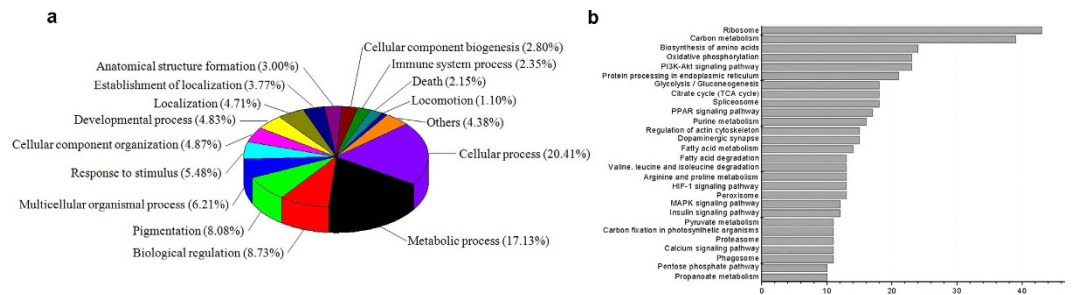 a
Cellular component biogenesis (2.80%)
Immune system process (2.35%)
Anatomical structure formation (3.00%)
Death (2.15%)
Establishment of localization (3.77%)
Locomotion (1.10%)
Localization (4.71%)
Others (4.38%)
Developmental process (4.83%)
Cellular component organization (4.87%)
Cellular process (20.41%)
Response to stimulus (5.48%)
Multicellular organismal process (6.21%)
Pigmentation (8.08%)
Metabolic process (17.13%)
Biological regulation (8.73%)
b
Ribosome
Carbon metabolism
Biosynthesis of amino acids
Oxidative phosphorylation
PI3K-Akt signaling pathway
Protein processing in endoplasmic reticulum
Glycolysis / Gluconeogenesis
Citrate cycle (TCA cycle)
Spliceosome
PPAR signaling pathway
Purine metabolism
Regulation of actin cytoskeleton
Dopaminergic synapse
Fatty acid metabolism
Fatty acid degradation
Valine, leucine and isoleucine degradation
Arginine and proline metabolism
HIF-1 signaling pathway
Peroxisome
MAPK signaling pathway
Insulin signaling pathway
Pyruvate metabolism
Carbon fixation in photosynthetic organisms
Proteasome
Calcium signaling pathway
Phagosome
Pentose phosphate pathway
Propanoate metabolism
0 10 20 30 40